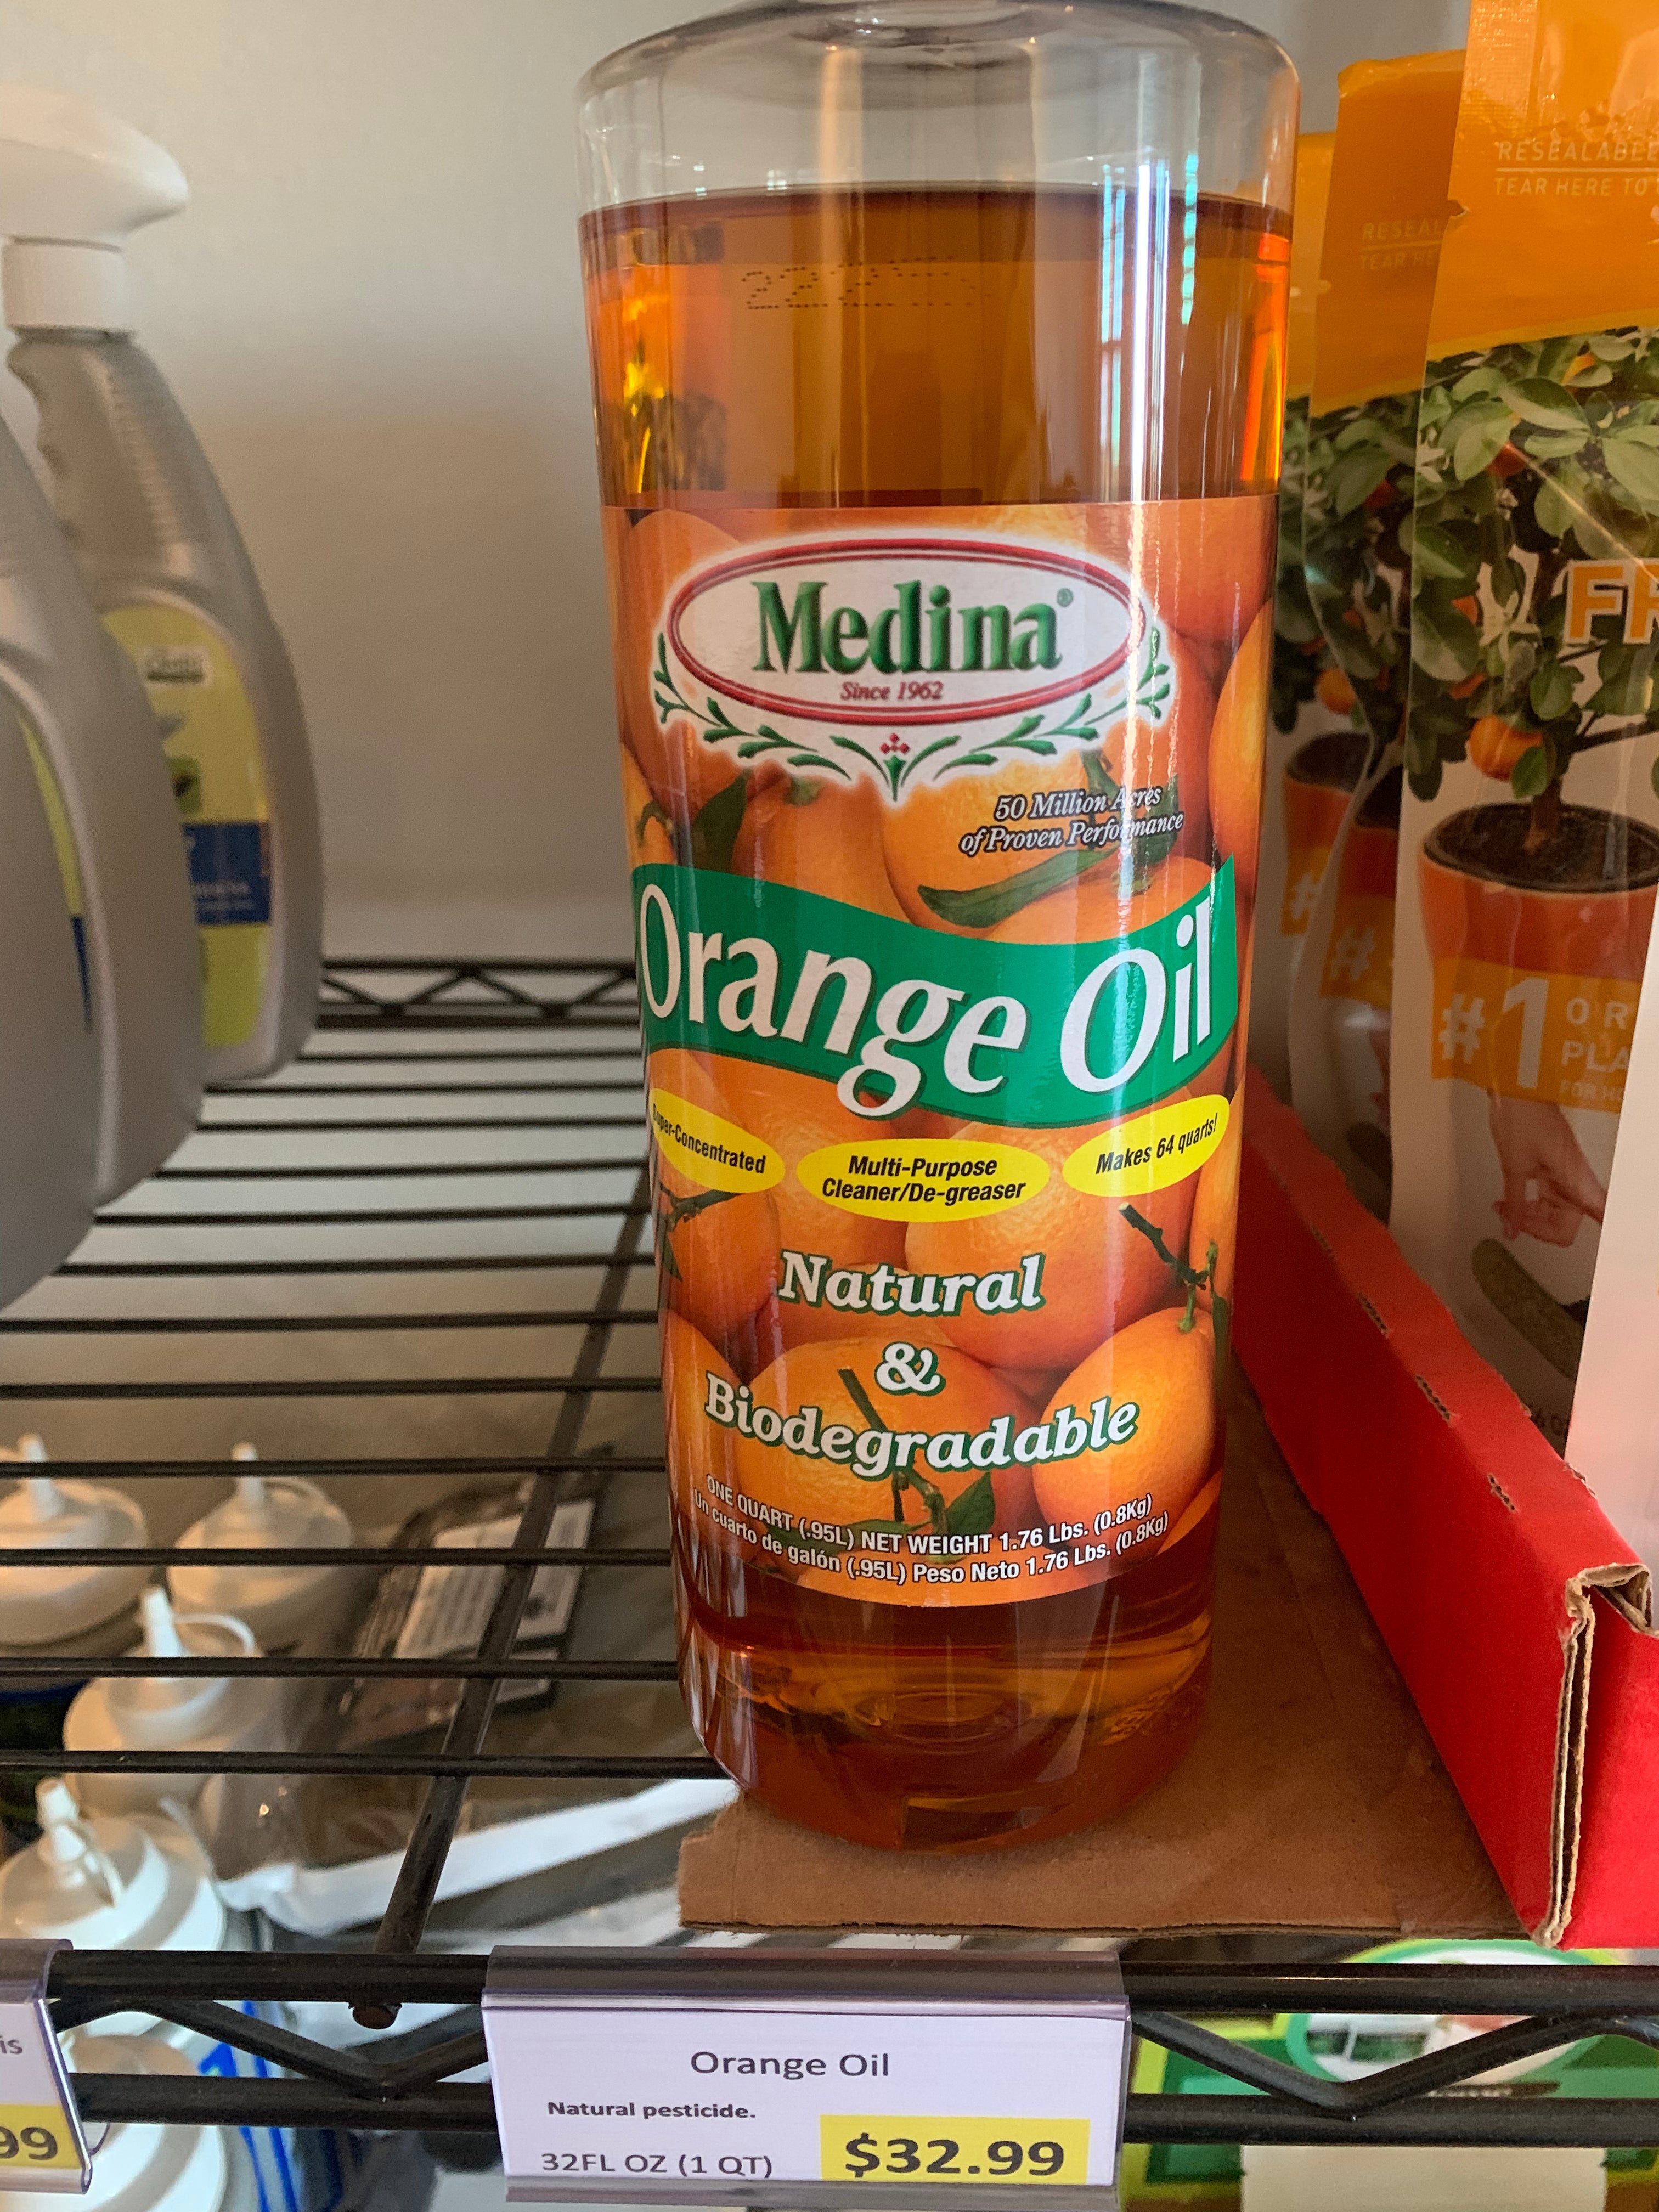 RESEALABLE
TEAR HERE TO
Medina®
Since 1962
50 Million Acres
of Proven Performance
Orange Oil
Super-Concentrated
Multi-Purpose
Cleaner/De-greaser
Makes 64 quarts!
Natural
&
Biodegradable
ONE QUART (.95L) NET WEIGHT 1.76 Lbs. (0.8Kg)
Un cuarto de galón (.95L) Peso Neto 1.76 Lbs. (0.8Kg)
#1
Orange Oil
Natural pesticide.
32FL OZ (1 QT)
$32.99
is
99